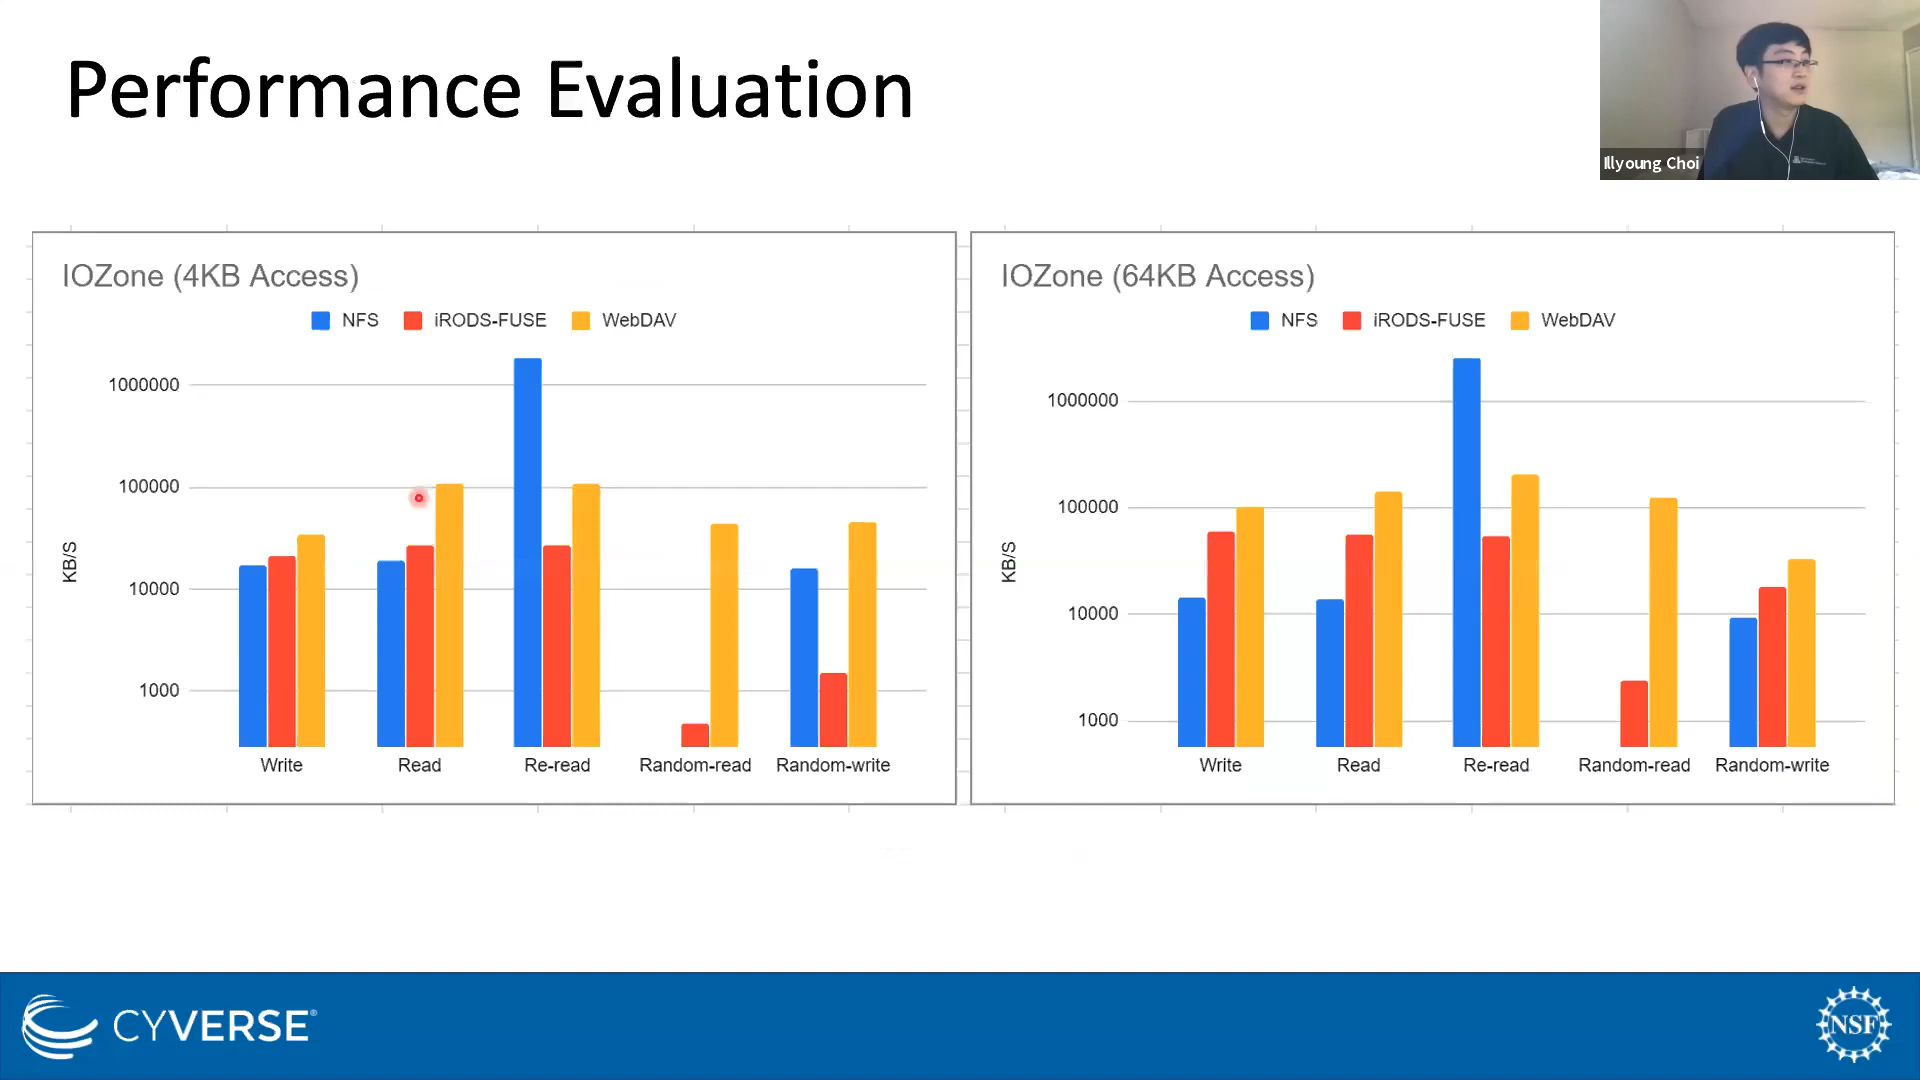 Performance Evaluation
Illyoung Choi
IOZone (4KB Access)
NFS iRODS-FUSE WebDAV
1000000
100000
10000
1000
KB/S
Write Read Re-read Random-read Random-write
IOZone (64KB Access)
NFS iRODS-FUSE WebDAV
1000000
100000
10000
1000
KB/S
Write Read Re-read Random-read Random-write
CYVERSE®
NSF